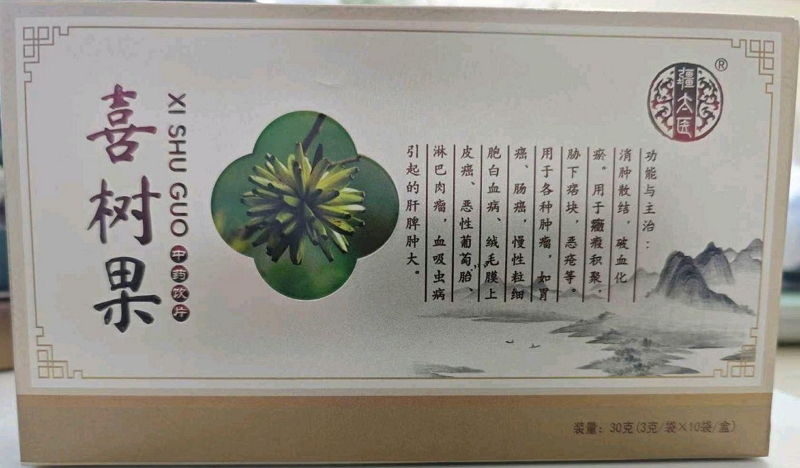 喜树果
XI SHU GUO
中药饮片
疆太医
®
功能与主治：
消肿散结，破血化
瘀。用于癥瘕积聚，
胁下痞块，恶疮等。
用于各种肿瘤，如胃
癌、肠癌，慢性粒细
胞白血病、绒毛膜上
皮癌、恶性葡萄胎、
淋巴肉瘤，血吸虫病
引起的肝脾肿大。
装量：30克(3克/袋×10袋/盒)